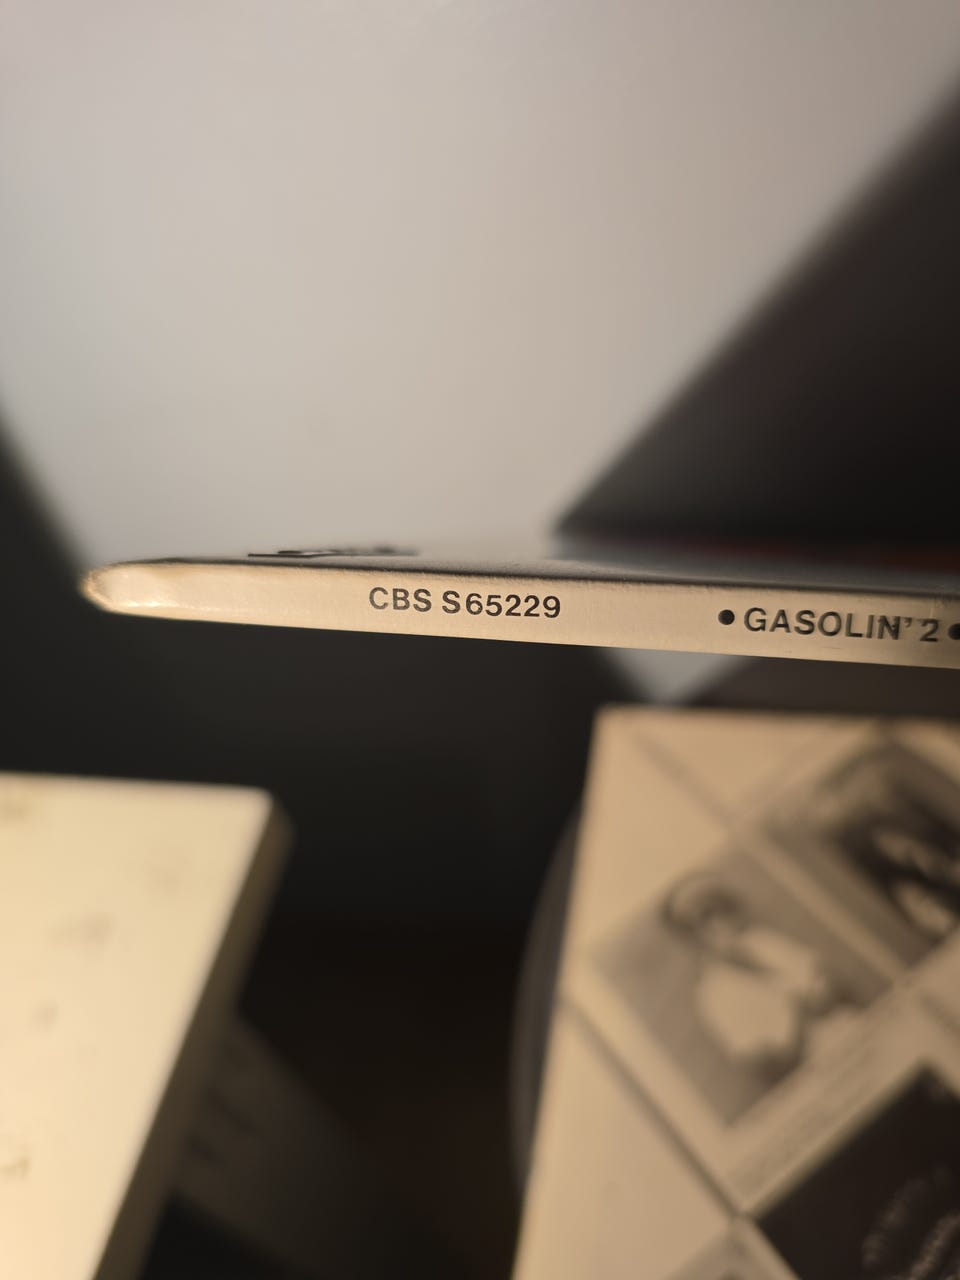 CBS S65229 • GASOLIN' 2 •